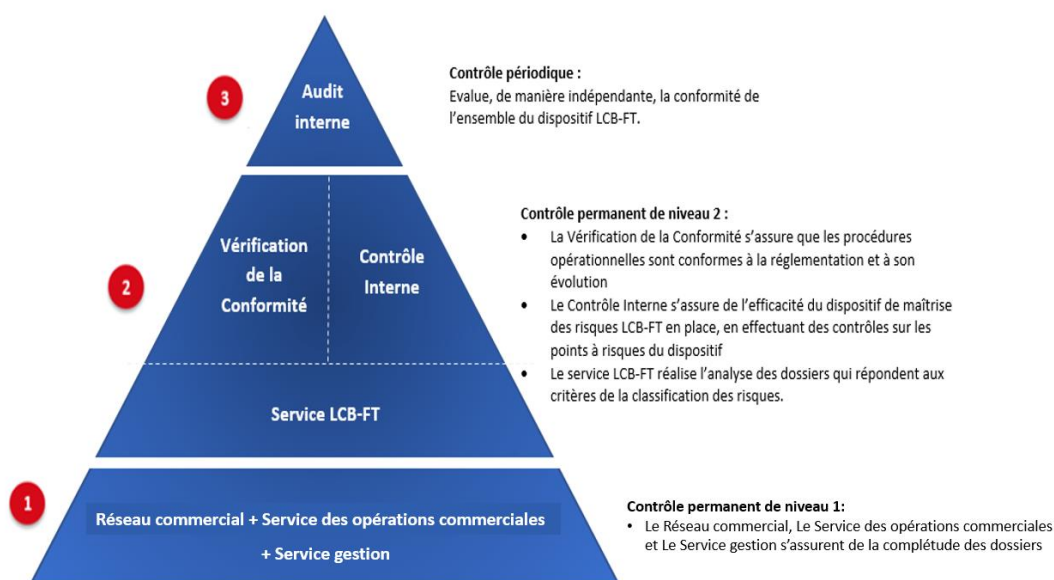 3
Audit
interne
Contrôle périodique :
Evalue, de manière indépendante, la conformité de
l'ensemble du dispositif LCB-FT.
2
Vérification
de la
Conformité
Contrôle
Interne
Service LCB-FT
Contrôle permanent de niveau 2 :
• La Vérification de la Conformité s'assure que les procédures
opérationnelles sont conformes à la réglementation et à son
évolution
• Le Contrôle Interne s'assure de l'efficacité du dispositif de maîtrise
des risques LCB-FT en place, en effectuant des contrôles sur les
points à risques du dispositif
• Le service LCB-FT réalise l'analyse des dossiers qui répondent aux
critères de la classification des risques.
1
Réseau commercial + Service des opérations commerciales
+ Service gestion
Contrôle permanent de niveau 1:
• Le Réseau commercial, Le Service des opérations commerciales
et Le Service gestion s'assurent de la complétude des dossiers